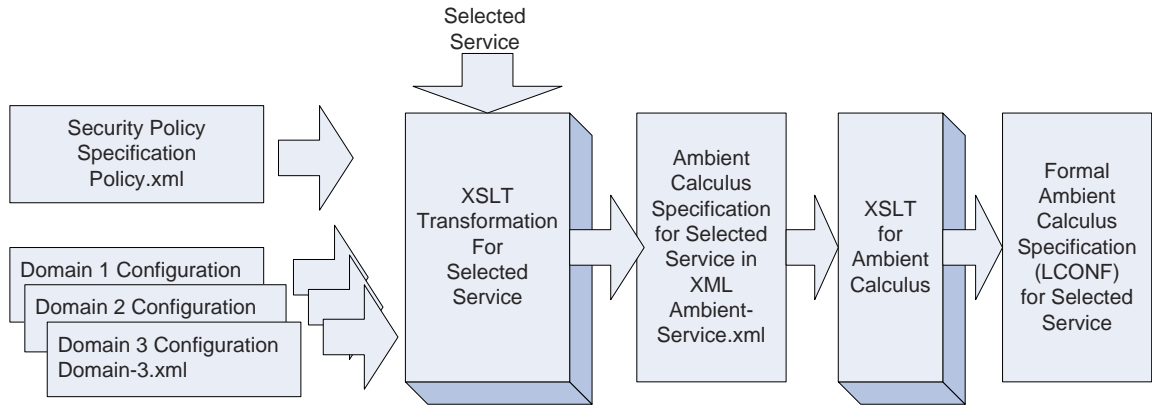 Selected
Service
Security Policy
Specification
Policy.xml
Domain 1 Configuration
Domain 2 Configuration
Domain 3 Configuration
Domain-3.xml
XSLT
Transformation
For
Selected
Service
Ambient
Calculus
Specification
for Selected
Service in
XML
Ambient-
Service.xml
XSLT
for
Ambient
Calculus
Formal
Ambient
Calculus
Specification
(LCONF)
for Selected
Service